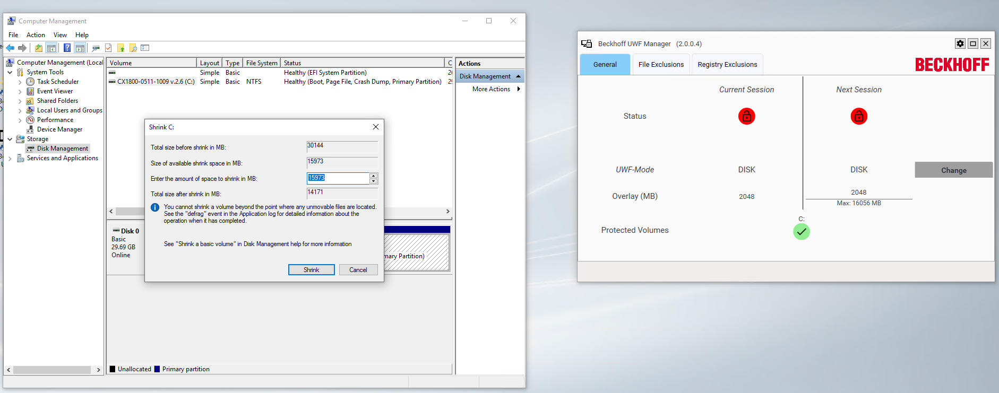 Computer Management
File Action View Help
Computer Management (Local
System Tools
Task Scheduler
Event Viewer
Shared Folders
Local Users and Groups
Performance
Device Manager
Storage
Disk Management
Services and Applications
Volume Layout Type File System Status C
Simple Basic Healthy (EFI System Partition)
CX1800-0511-1009 v.2.6 (C:) Simple Basic NTFS Healthy (Boot, Page File, Crash Dump, Primary Partition)
Actions
Disk Management
More Actions
Shrink C:
Total size before shrink in MB: 30144
Size of available shrink space in MB: 15973
Enter the amount of space to shrink in MB: 15973
Total size after shrink in MB: 14171
You cannot shrink a volume beyond the point where any unmovable files are located.
See the "defrag" event in the Application log for detailed information about the
operation when it has completed.
See "Shrink a basic volume" in Disk Management help for more information
Shrink Cancel
Disk 0
Basic
29.69 GB
Online
mary Partition)
Unallocated Primary partition
Beckhoff UWF Manager (2.0.0.4)
General File Exclusions Registry Exclusions
BECKHOFF
Current Session Next Session
Status
UWF-Mode DISK DISK Change
Overlay (MB) 2048 2048
Max: 16056 MB
C:
Protected Volumes